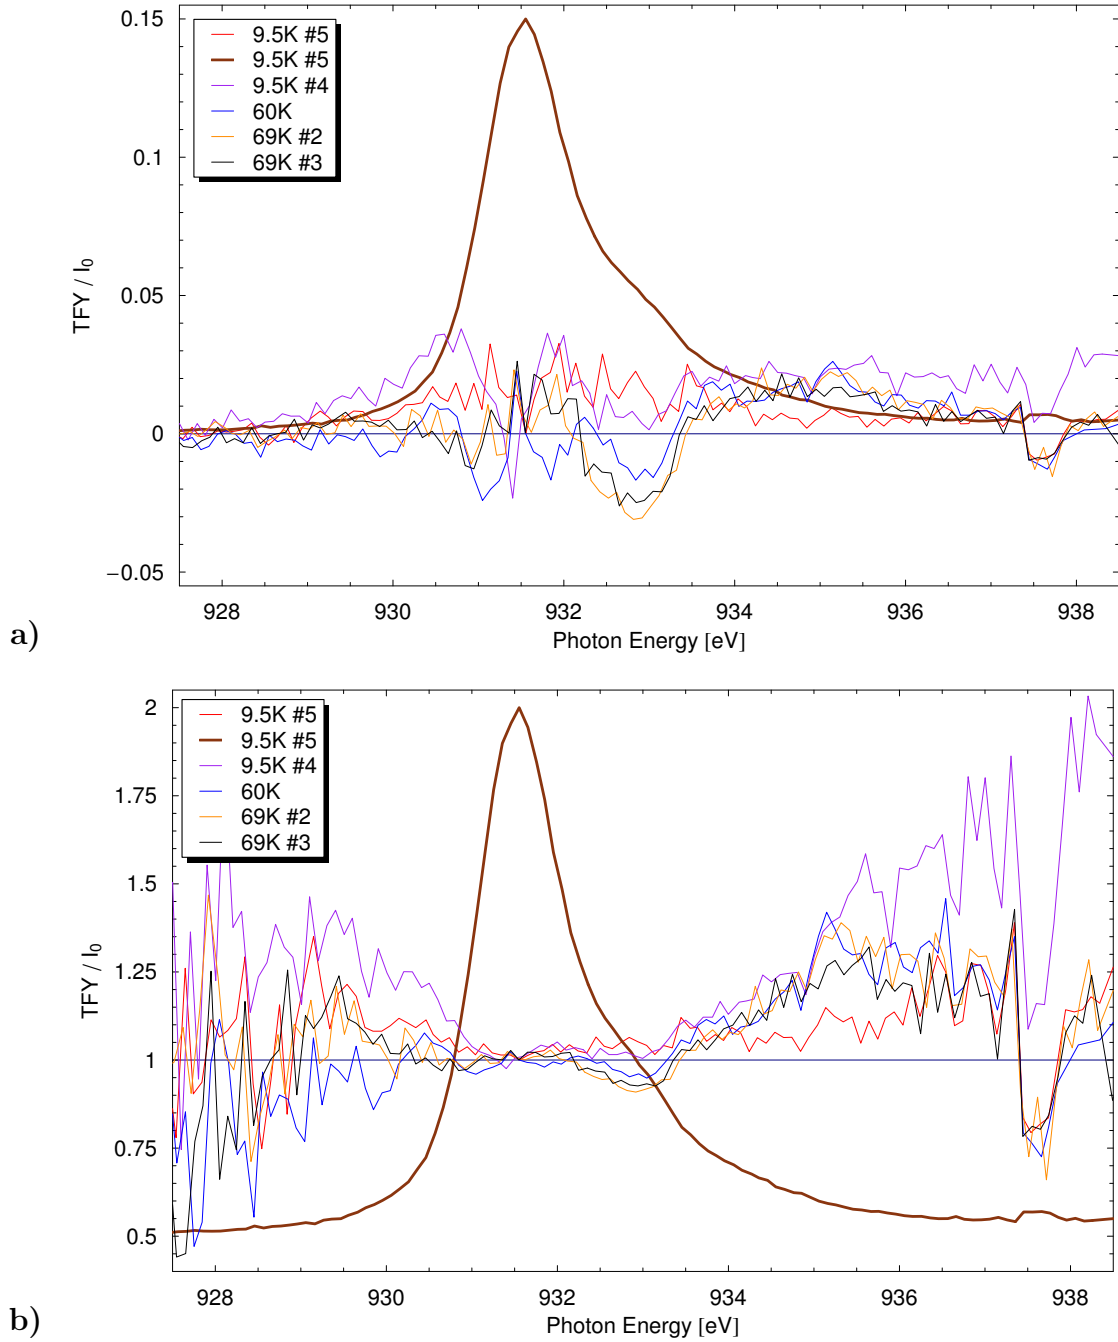 0.15
0.1
0.05
0
−0.05
TFY / I0
9.5K #5
9.5K #5
9.5K #4
60K
69K #2
69K #3
928 930 932 934 936 938
Photon Energy [eV]
a)
2
1.75
1.5
1.25
1
0.75
0.5
TFY / I0
9.5K #5
9.5K #5
9.5K #4
60K
69K #2
69K #3
928 930 932 934 936 938
Photon Energy [eV]
b)